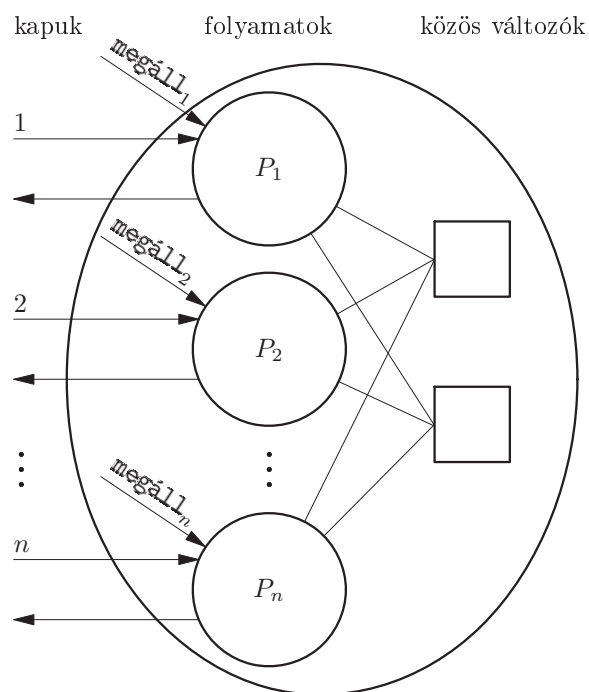 kapuk folyamatok közös változók
megáll₁
1
P₁
megáll₂
2
P₂
megállₙ
n
Pₙ